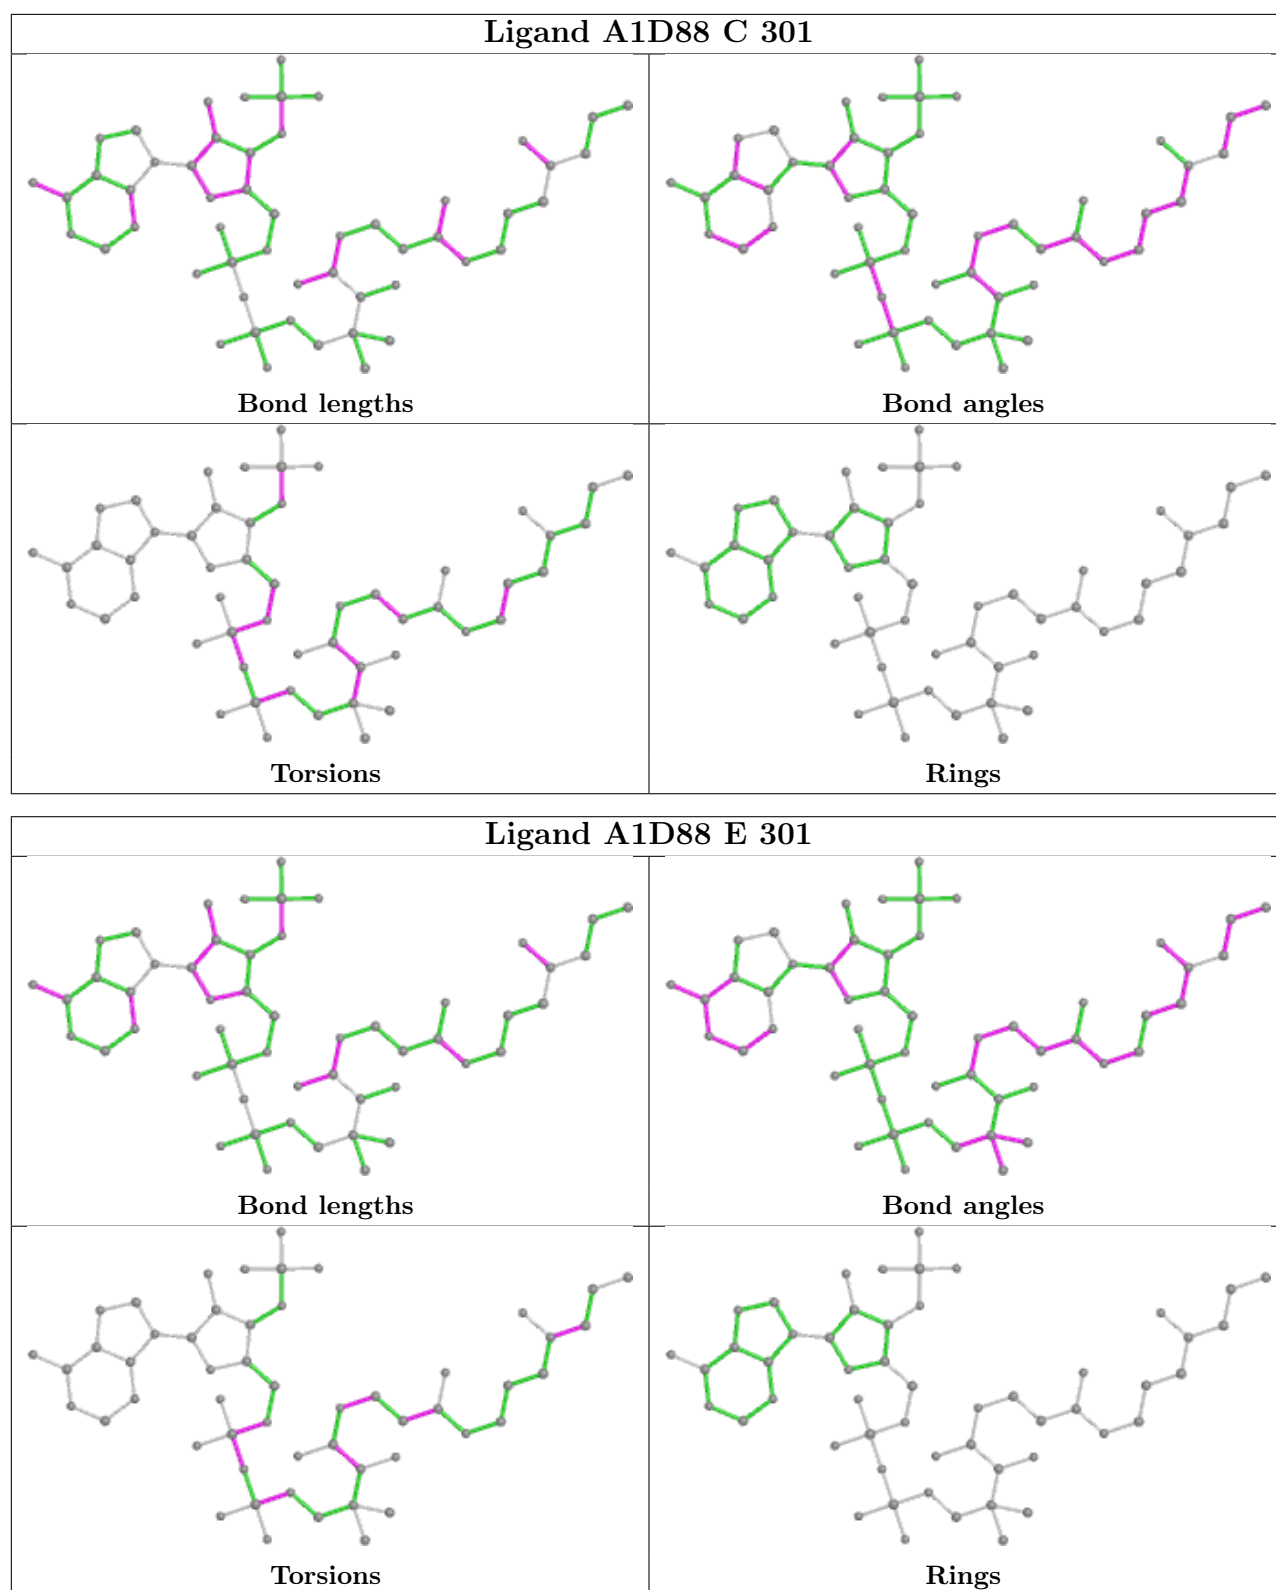 Ligand A1D88 C 301
Bond lengths
Bond angles
Torsions
Rings
Ligand A1D88 E 301
Bond lengths
Bond angles
Torsions
Rings